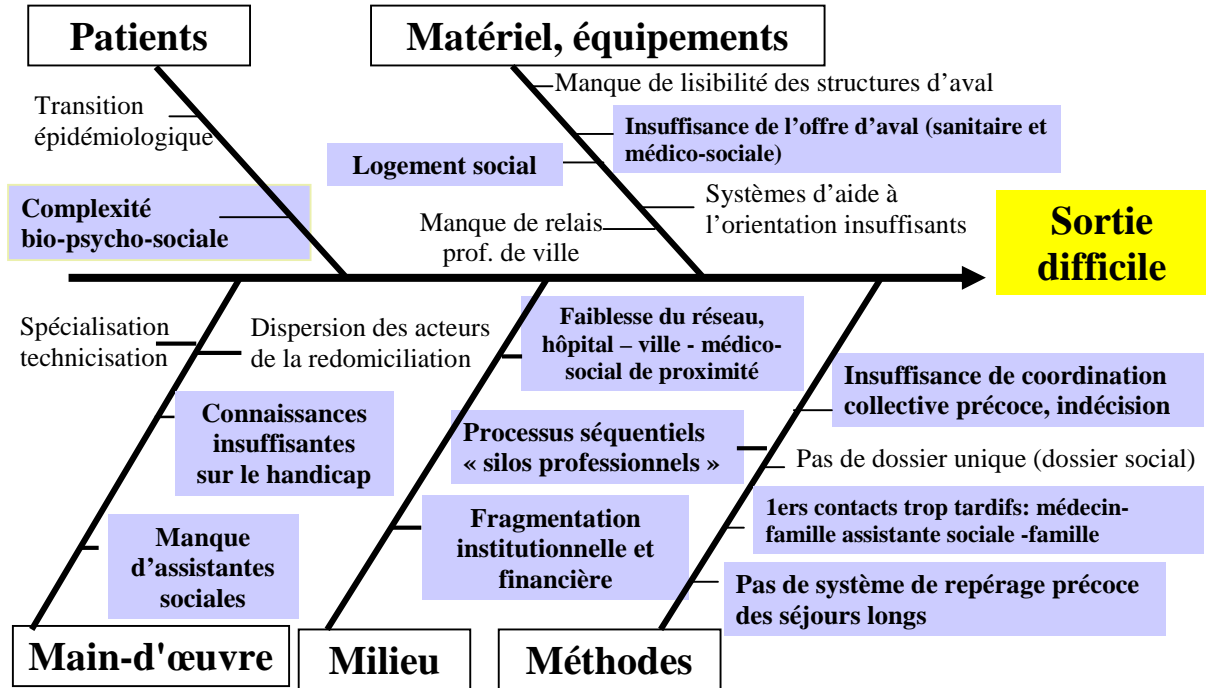 Patients
Matériel, équipements
Transition
épidémiologique
Complexité
bio-psycho-sociale
Manque de lisibilité des structures d'aval
Insuffisance de l'offre d'aval (sanitaire et
médico-sociale)
Logement social
Systèmes d'aide à
l'orientation insuffisants
Manque de relais
prof. de ville
Sortie
difficile
Spécialisation
technicisation
Dispersion des acteurs
de la redomiciliation
Connaissances
insuffisantes
sur le handicap
Manque
d'assistantes
sociales
Faiblesse du réseau,
hôpital – ville - médico-
social de proximité
Processus séquentiels
« silos professionnels »
Fragmentation
institutionnelle et
financière
Insuffisance de coordination
collective précoce, indécision
Pas de dossier unique (dossier social)
1ers contacts trop tardifs: médecin-
famille assistante sociale -famille
Pas de système de repérage précoce
des séjours longs
Main-d'œuvre
Milieu
Méthodes